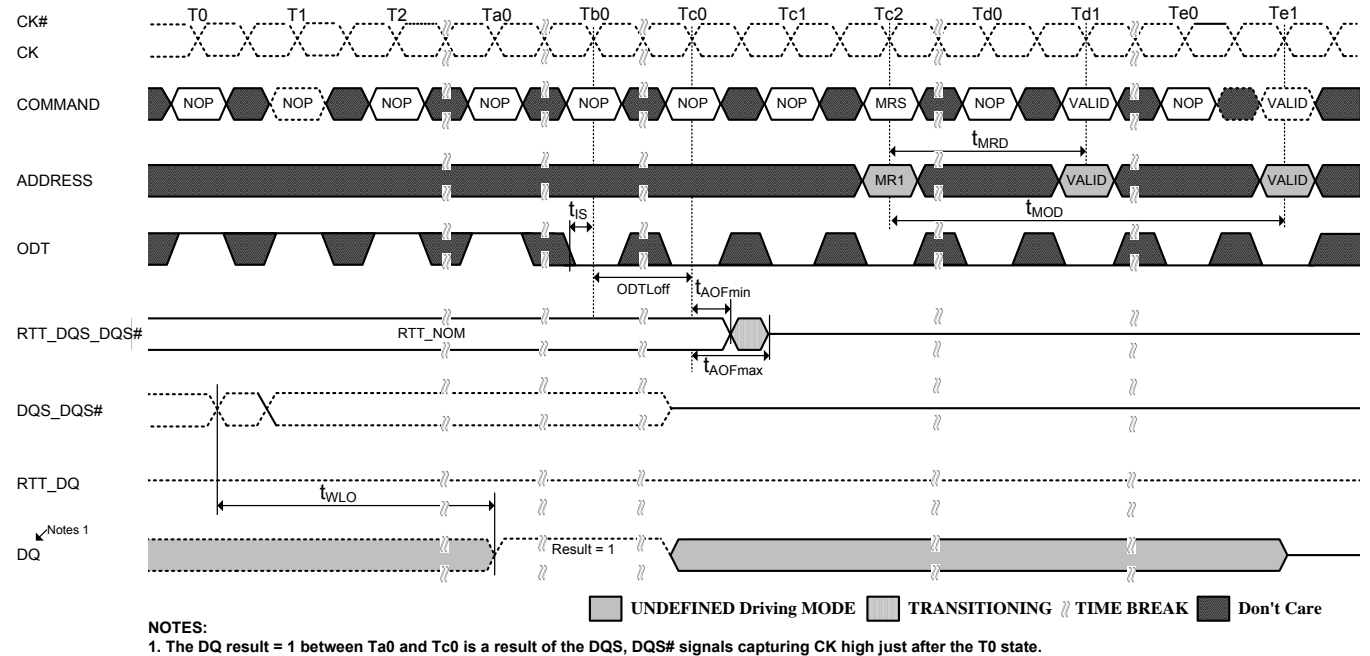 CK#
CK
T0 T1 T2 Ta0 Tb0 Tc0 Tc1 Tc2 Td0 Td1 Te0 Te1
COMMAND NOP NOP NOP NOP NOP NOP NOP MRS NOP VALID NOP VALID
tMRD
ADDRESS MR1 VALID VALID
tIS tMOD
ODT
ODTLoff tAOFmin
RTT_DQS_DQS# RTT_NOM
tAOFmax
DQS_DQS#
RTT_DQ
tWLO
Notes 1
DQ Result = 1
UNDEFINED Driving MODE TRANSITIONING TIME BREAK Don't Care
NOTES:
1. The DQ result = 1 between Ta0 and Tc0 is a result of the DQS, DQS# signals capturing CK high just after the T0 state.